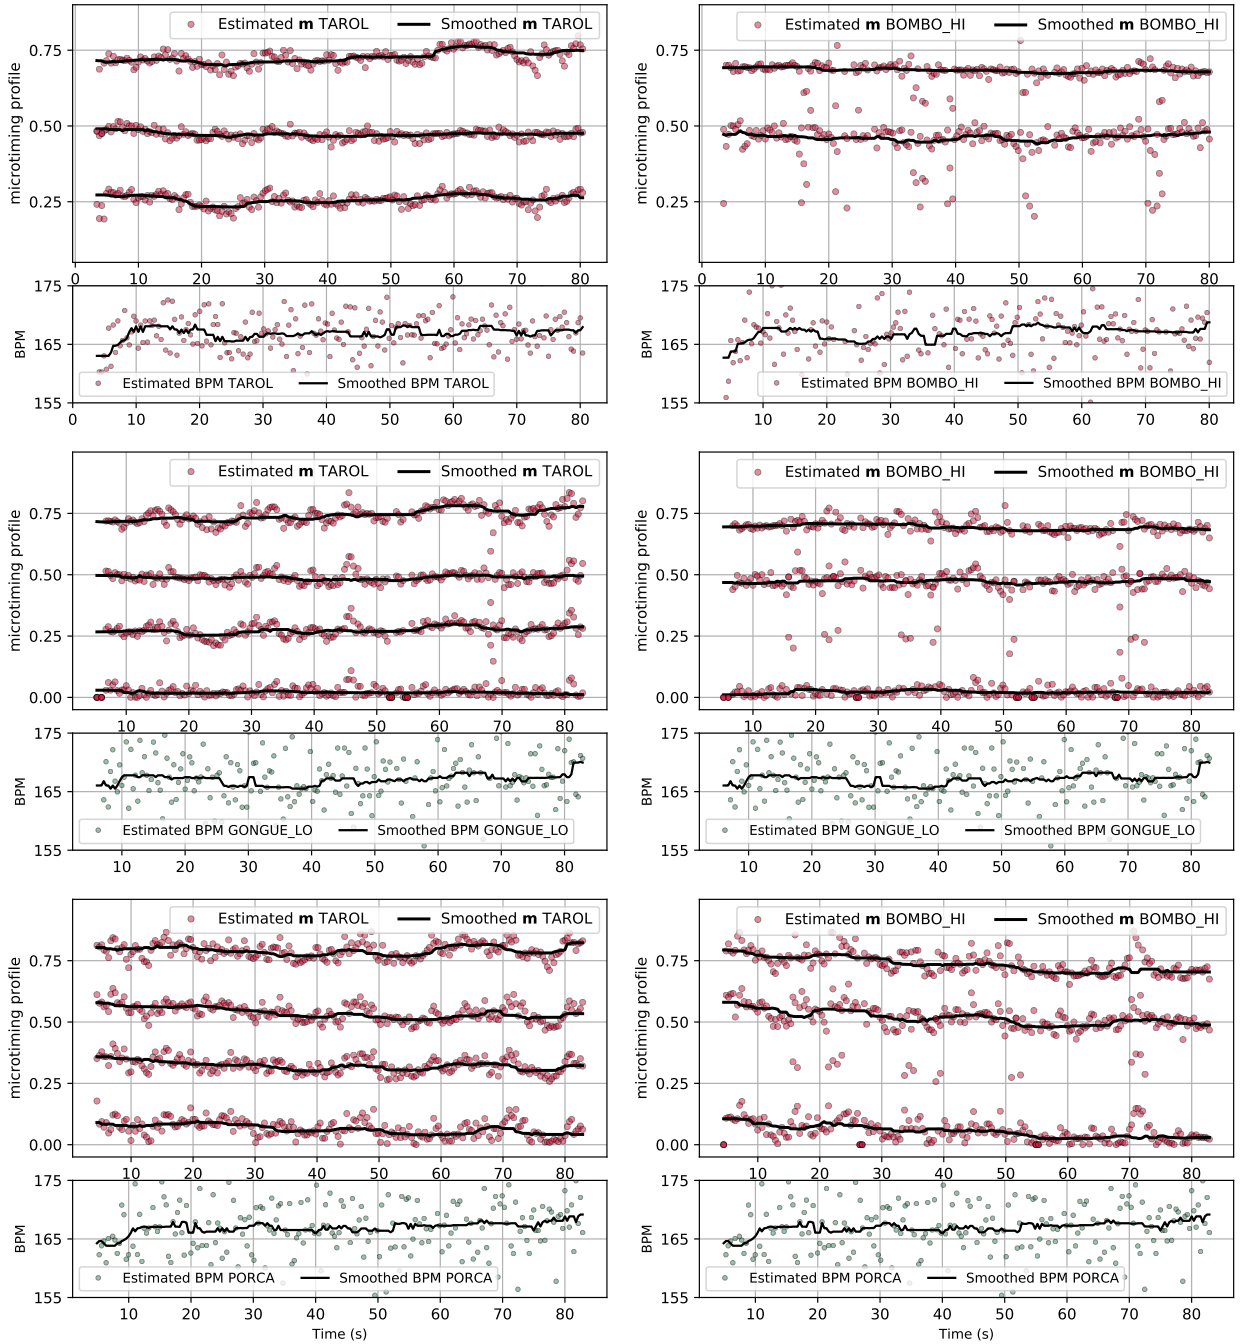 Estimated m TAROL Smoothed m TAROL
0.75
0.50
0.25
microtiming profile
0 10 20 30 40 50 60 70 80
175
165
155
BPM
Estimated BPM TAROL Smoothed BPM TAROL
0 10 20 30 40 50 60 70 80
Estimated m BOMBO_HI Smoothed m BOMBO_HI
0.75
0.50
0.25
microtiming profile
0 10 20 30 40 50 60 70 80
175
165
155
BPM
Estimated BPM BOMBO_HI Smoothed BPM BOMBO_HI
10 20 30 40 50 60 70 80
Estimated m TAROL Smoothed m TAROL
0.75
0.50
0.25
0.00
microtiming profile
10 20 30 40 50 60 70 80
175
165
155
BPM
Estimated BPM GONGUE_LO Smoothed BPM GONGUE_LO
10 20 30 40 50 60 70 80
Estimated m BOMBO_HI Smoothed m BOMBO_HI
0.75
0.50
0.25
0.00
microtiming profile
10 20 30 40 50 60 70 80
175
165
155
BPM
Estimated BPM GONGUE_LO Smoothed BPM GONGUE_LO
10 20 30 40 50 60 70 80
Estimated m TAROL Smoothed m TAROL
0.75
0.50
0.25
0.00
microtiming profile
10 20 30 40 50 60 70 80
175
165
155
BPM
Estimated BPM PORCA Smoothed BPM PORCA
10 20 30 40 50 60 70 80
Time (s)
Estimated m BOMBO_HI Smoothed m BOMBO_HI
0.75
0.50
0.25
0.00
microtiming profile
10 20 30 40 50 60 70 80
175
165
155
BPM
Estimated BPM PORCA Smoothed BPM PORCA
10 20 30 40 50 60 70 80
Time (s)